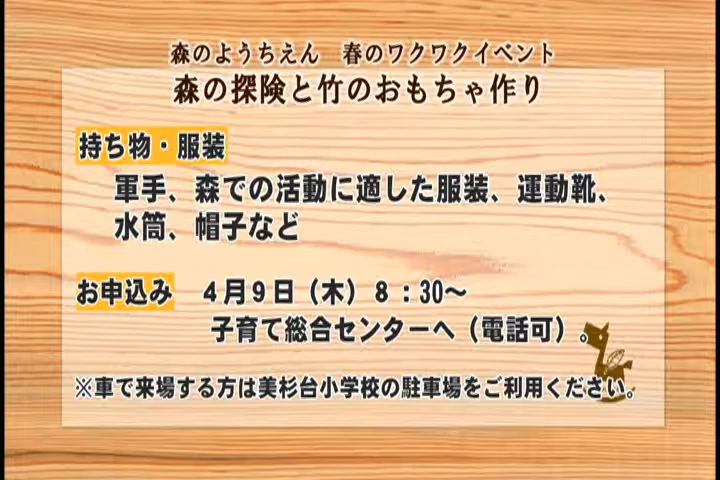 森のようちえん　春のワクワクイベント
森の探険と竹のおもちゃ作り
持ち物・服装
軍手、森での活動に適した服装、運動靴、
水筒、帽子など
お申込み　４月９日（木）８：30～
子育て総合センターへ（電話可）。
※車で来場する方は美杉台小学校の駐車場をご利用ください。